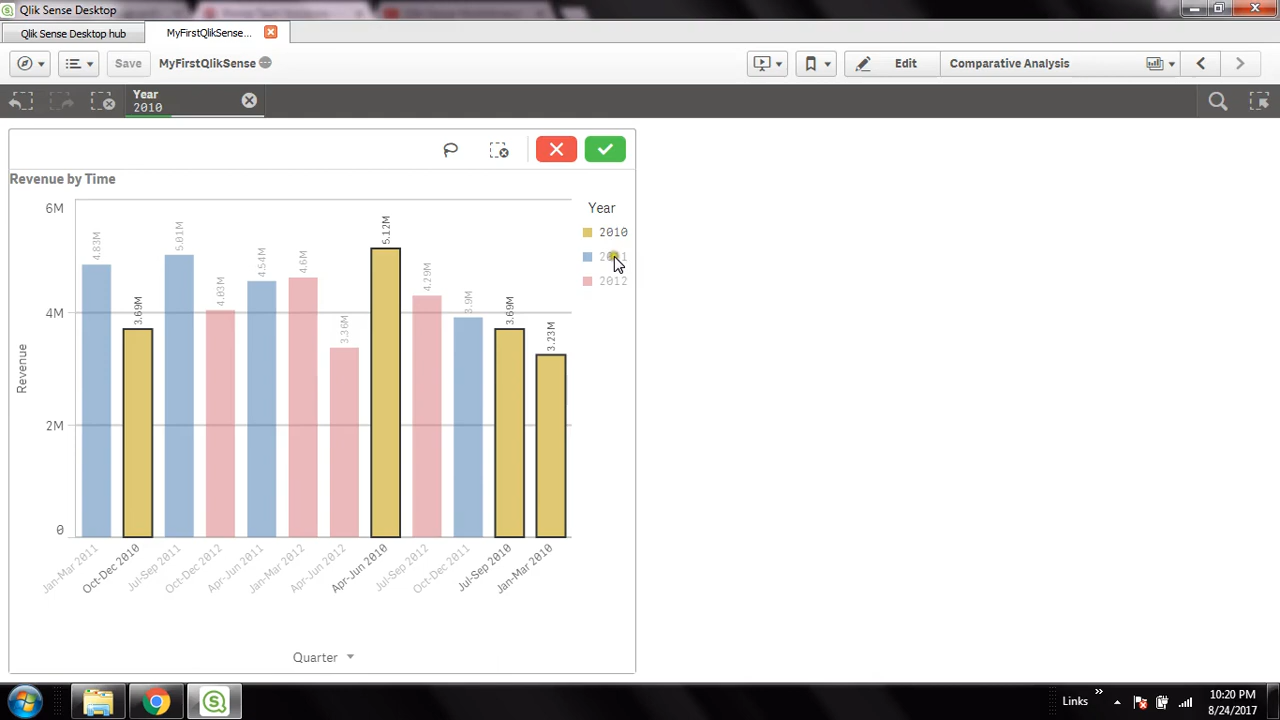 Qlik Sense Desktop
Qlik Sense Desktop hub
MyFirstQlikSense...
Save
MyFirstQlikSense
Edit
Comparative Analysis
Year
2010
Revenue by Time
6M
4M
2M
0
Revenue
4.83M
3.69M
5.01M
4.03M
4.54M
4.6M
3.36M
5.12M
4.29M
3.9M
3.69M
3.23M
Year
2010
2012
Jan-Mar 2011
Oct-Dec 2010
Jul-Sep 2011
Oct-Dec 2012
Apr-Jun 2011
Jan-Mar 2012
Apr-Jun 2012
Apr-Jun 2010
Jul-Sep 2012
Oct-Dec 2011
Jul-Sep 2010
Jan-Mar 2010
Quarter
Links
10:20 PM
8/24/2017